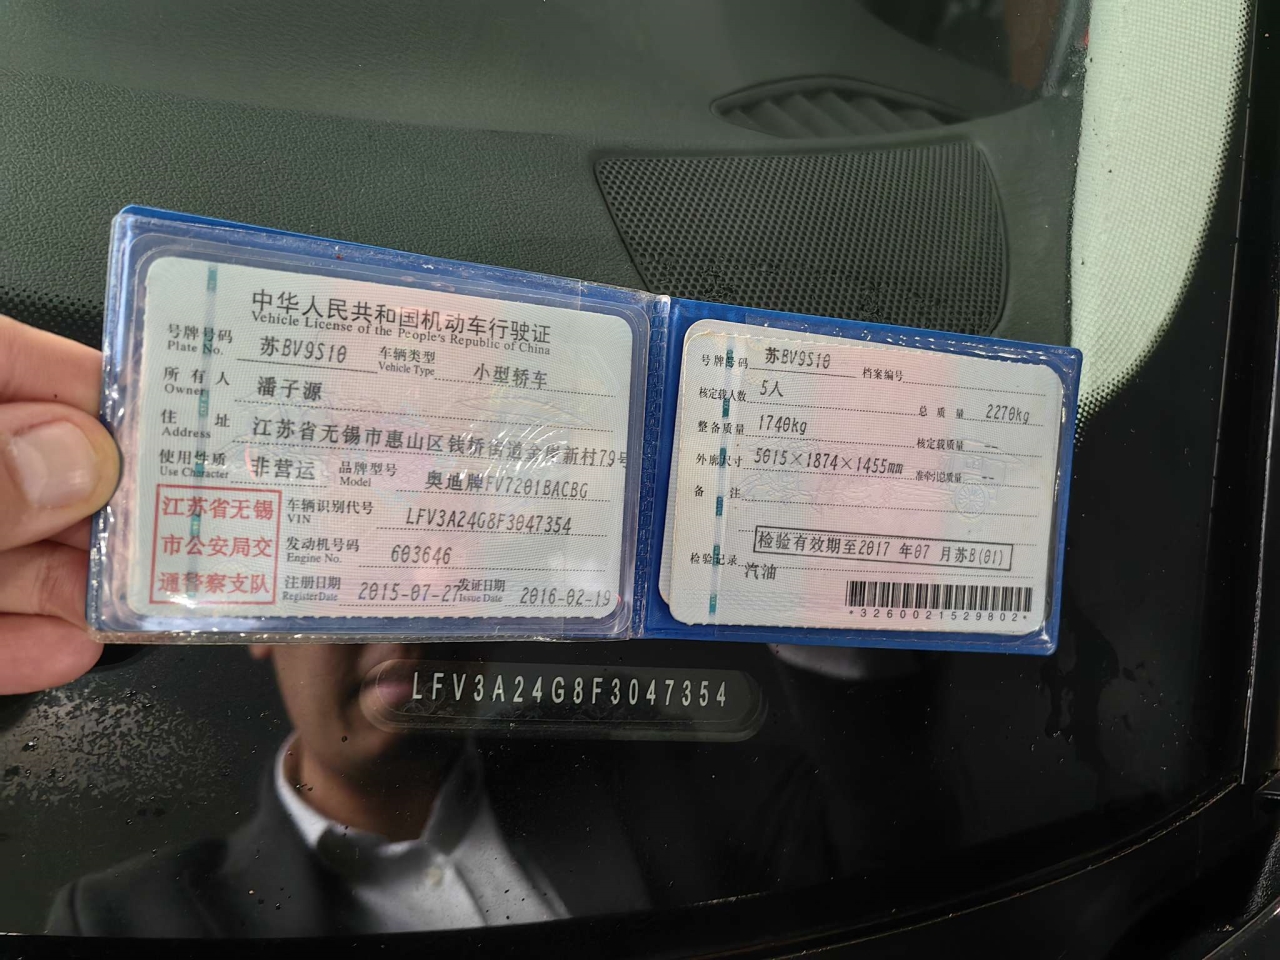 中华人民共和国机动车行驶证
Vehicle License of the People's Republic of China
号牌号码 苏BV9S10 车辆类型 小型轿车
Plate No. Vehicle Type
所有人 潘子源
Owner
住址 江苏省无锡市惠山区钱桥街道金 新村79号
Address
使用性质 非营运 品牌型号 奥迪牌FV7201BACBG
Use Character Model
江苏省无锡
市公安局交
通警察支队
车辆识别代号 LFV3A24G8F3047354
VIN
发动机号码 603646
Engine No.
注册日期 2015-07-27 发证日期 2016-02-19
Register Date Issue Date
号牌号码 苏BV9S10 档案编号
核定载人数 5人 总质量 2270kg
整备质量 1740kg 核定载质量 --
外廓尺寸 5015×1874×1455mm 准牵引总质量 --
备注
检验有效期至2017年07月苏B(01)
检验记录 汽油
*3260021529802*
LFV3A24G8F3047354